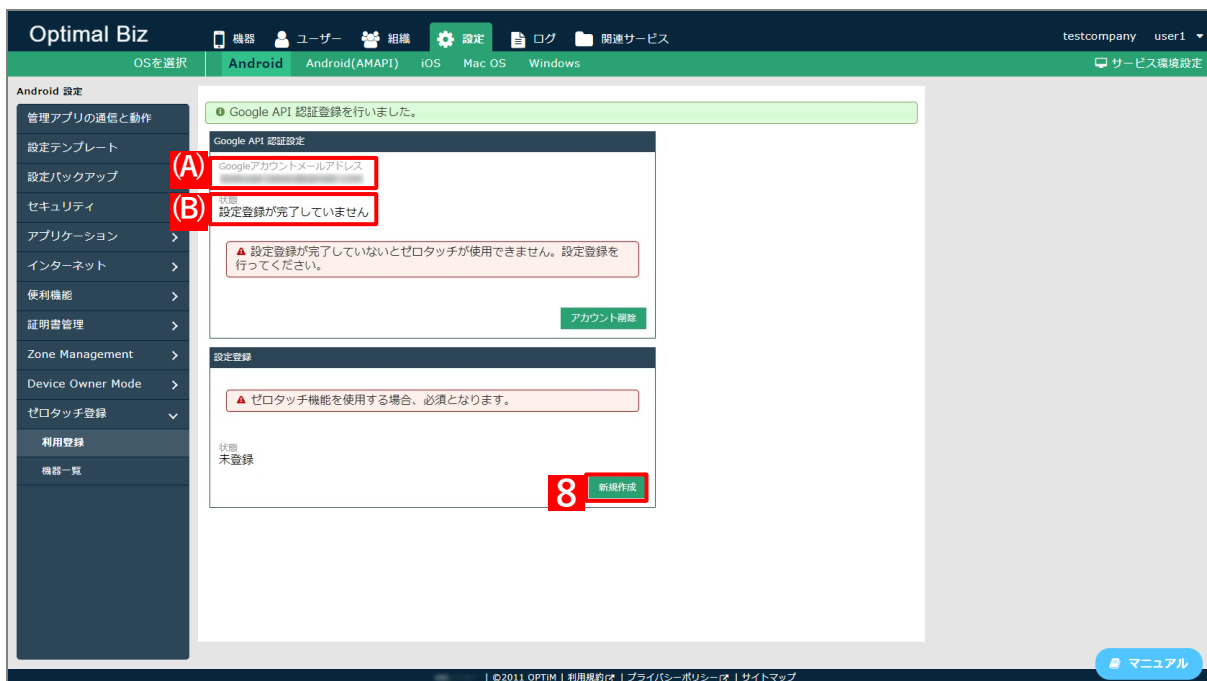 Optimal Biz
機器
ユーザー
組織
設定
ログ
関連サービス
testcompany user1
OSを選択
Android
Android(AMAPI)
iOS
Mac OS
Windows
サービス環境設定
Android 設定
管理アプリの通信と動作
設定テンプレート
設定バックアップ
セキュリティ
アプリケーション
インターネット
便利機能
証明書管理
Zone Management
Device Owner Mode
ゼロタッチ登録
利用登録
機器一覧
Google API 認証登録を行いました。
Google API 認証設定
(A)
Googleアカウントメールアドレス
(B)
状態
設定登録が完了していません
設定登録が完了していないとゼロタッチが使用できません。設定登録を
行ってください。
アカウント削除
設定登録
ゼロタッチ機能を使用する場合、必須となります。
状態
未登録
8
新規作成
マニュアル
| ©2011 OPTiM | 利用規約 | プライバシーポリシー | サイトマップ